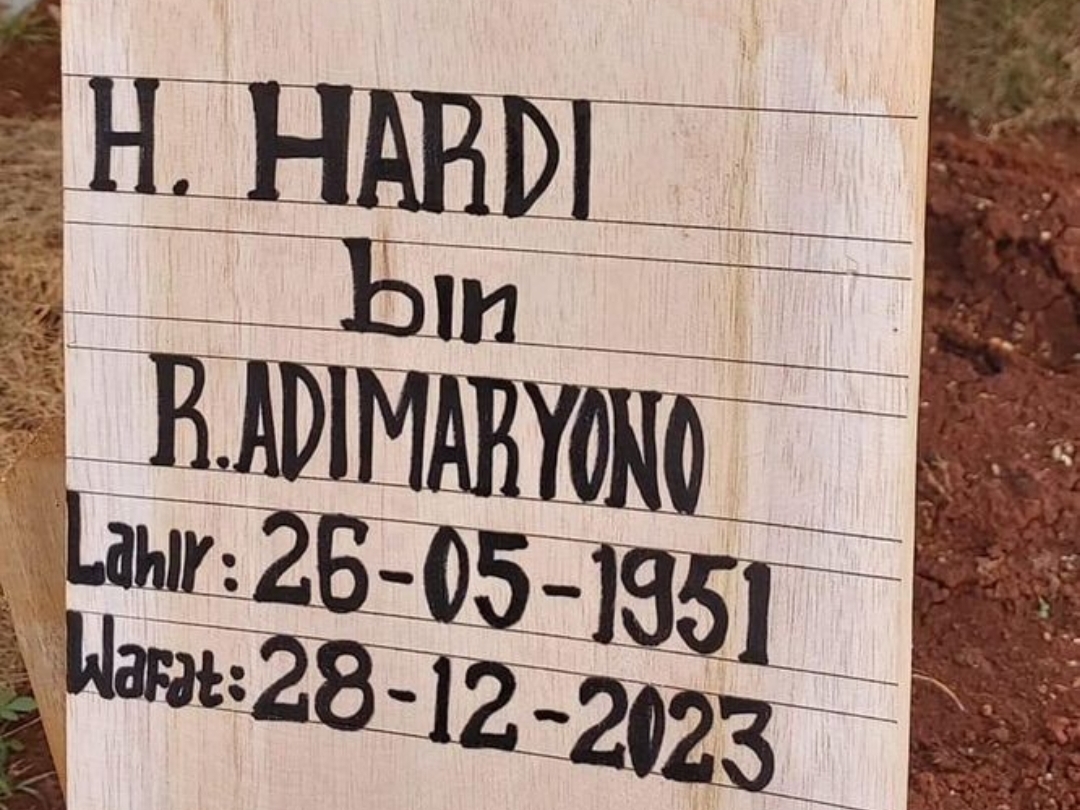 H. HARDI
bin
R.ADIMARYONO
Lahir: 26-05-1951
Wafat: 28-12-2023